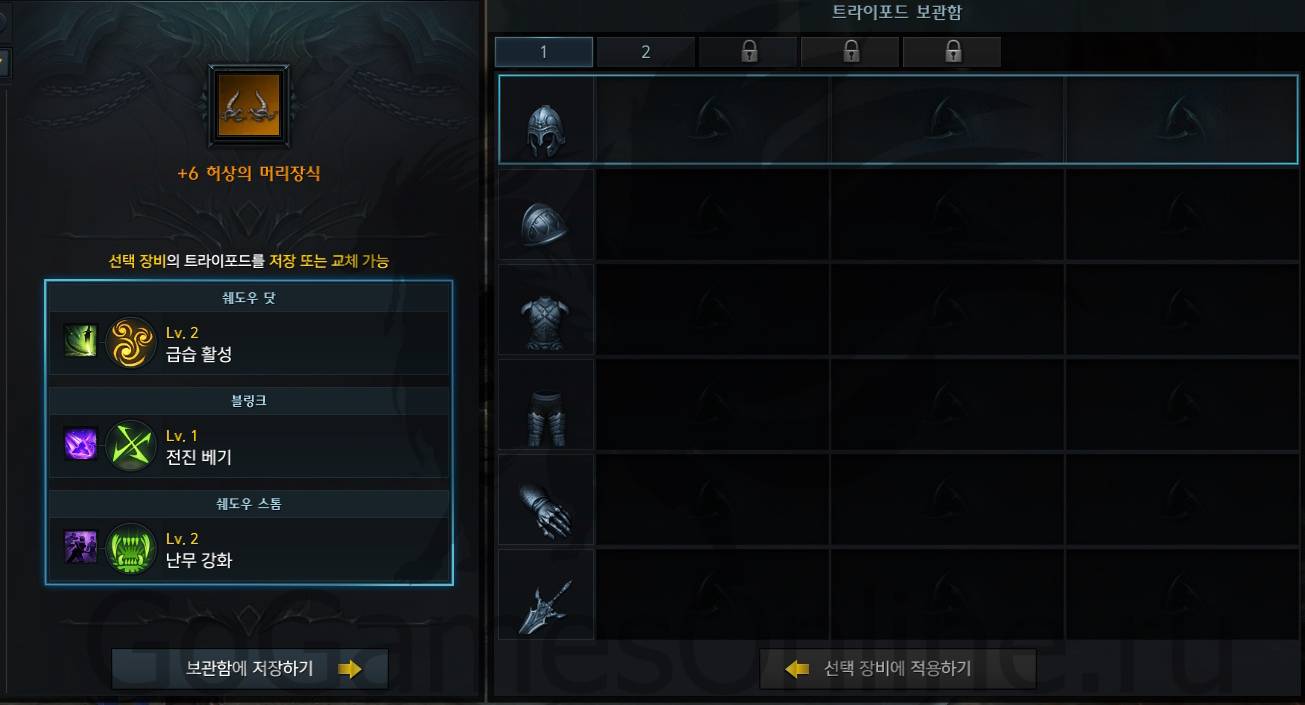 트라이포드 보관함
1
2
+6 허상의 머리장식
선택 장비의 트라이포드를 저장 또는 교체 가능
쉐도우 닷
Lv. 2
급습 활성
블링크
Lv. 1
전진 베기
쉐도우 스톰
Lv. 2
난무 강화
보관함에 저장하기
선택 장비에 적용하기
GoGamesOnline.ru